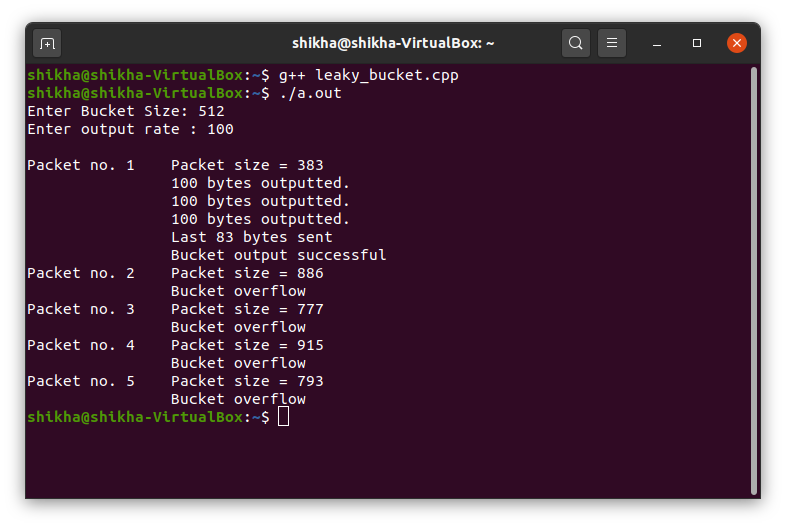 shikha@shikha-VirtualBox: ~
shikha@shikha-VirtualBox:~$ g++ leaky_bucket.cpp
shikha@shikha-VirtualBox:~$ ./a.out
Enter Bucket Size: 512
Enter output rate : 100
Packet no. 1    Packet size = 383
100 bytes outputted.
100 bytes outputted.
100 bytes outputted.
Last 83 bytes sent
Bucket output successful
Packet no. 2    Packet size = 886
Bucket overflow
Packet no. 3    Packet size = 777
Bucket overflow
Packet no. 4    Packet size = 915
Bucket overflow
Packet no. 5    Packet size = 793
Bucket overflow
shikha@shikha-VirtualBox:~$